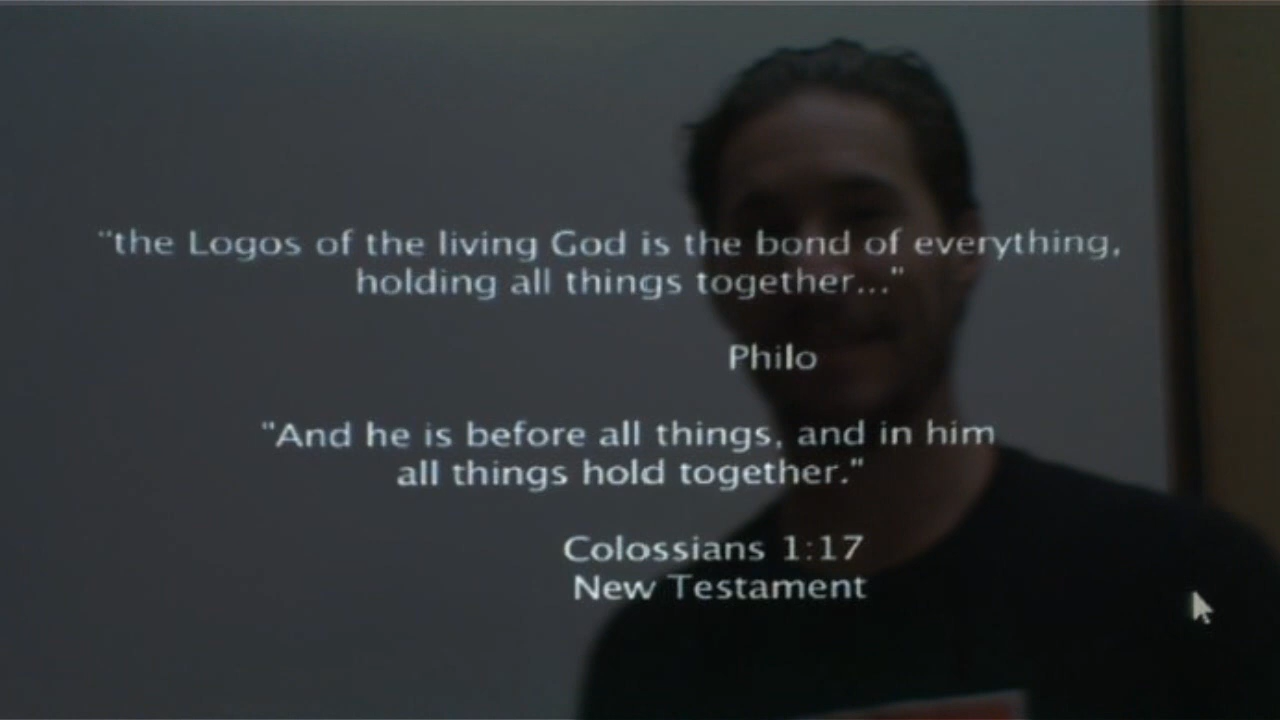 "the Logos of the living God is the bond of everything,
holding all things together..."
Philo
"And he is before all things, and in him
all things hold together."
Colossians 1:17
New Testament